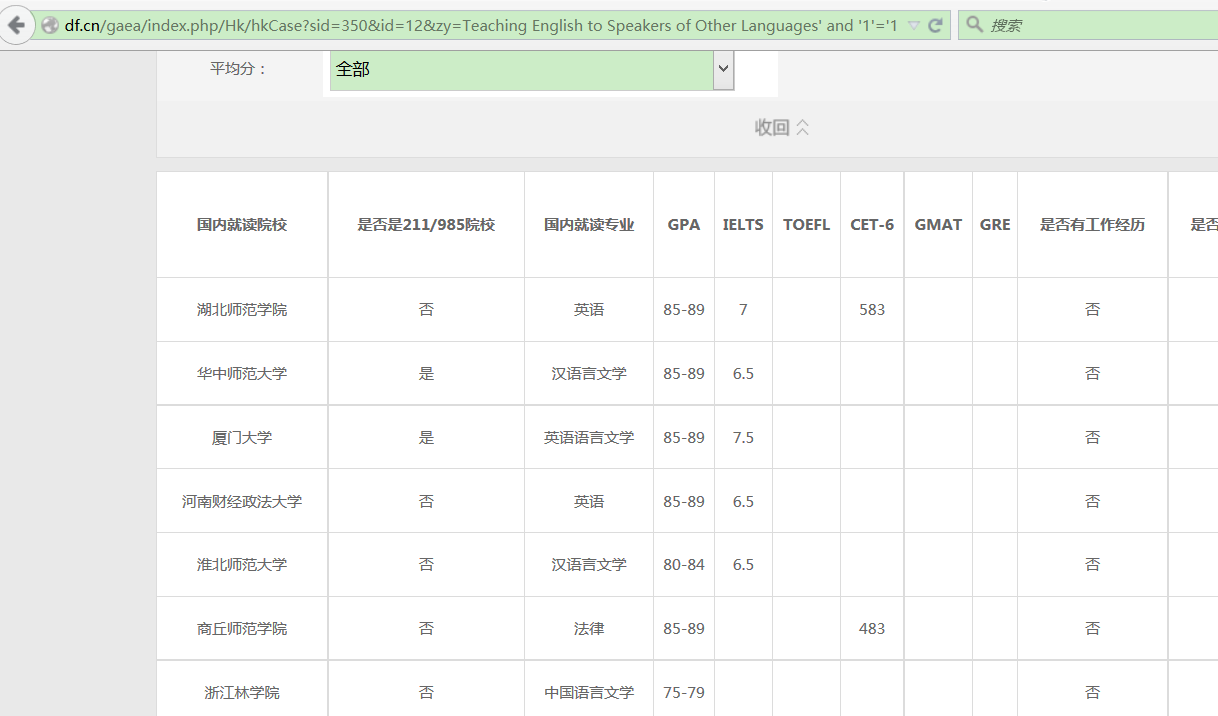 df.cn/gaea/index.php/Hk/hkCase?sid=350&id=12&zy=Teaching English to Speakers of Other Languages' and '1'='1
搜索
平均分：
全部
收回
国内就读院校 是否是211/985院校 国内就读专业 GPA IELTS TOEFL CET-6 GMAT GRE 是否有工作经历 是否
湖北师范学院 否 英语 85-89 7 583 否
华中师范大学 是 汉语言文学 85-89 6.5 否
厦门大学 是 英语语言文学 85-89 7.5 否
河南财经政法大学 否 英语 85-89 6.5 否
淮北师范大学 否 汉语言文学 80-84 6.5 否
商丘师范学院 否 法律 85-89 483 否
浙江林学院 否 中国语言文学 75-79 否